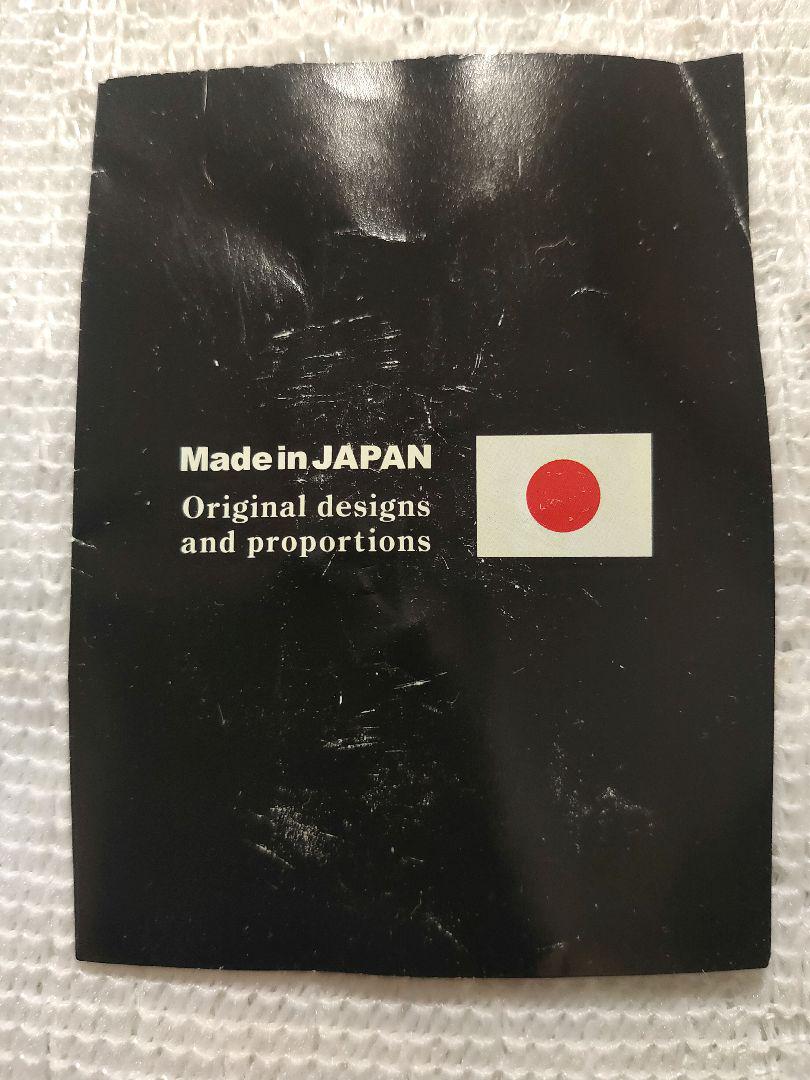 Made in JAPAN
Original designs
and proportions